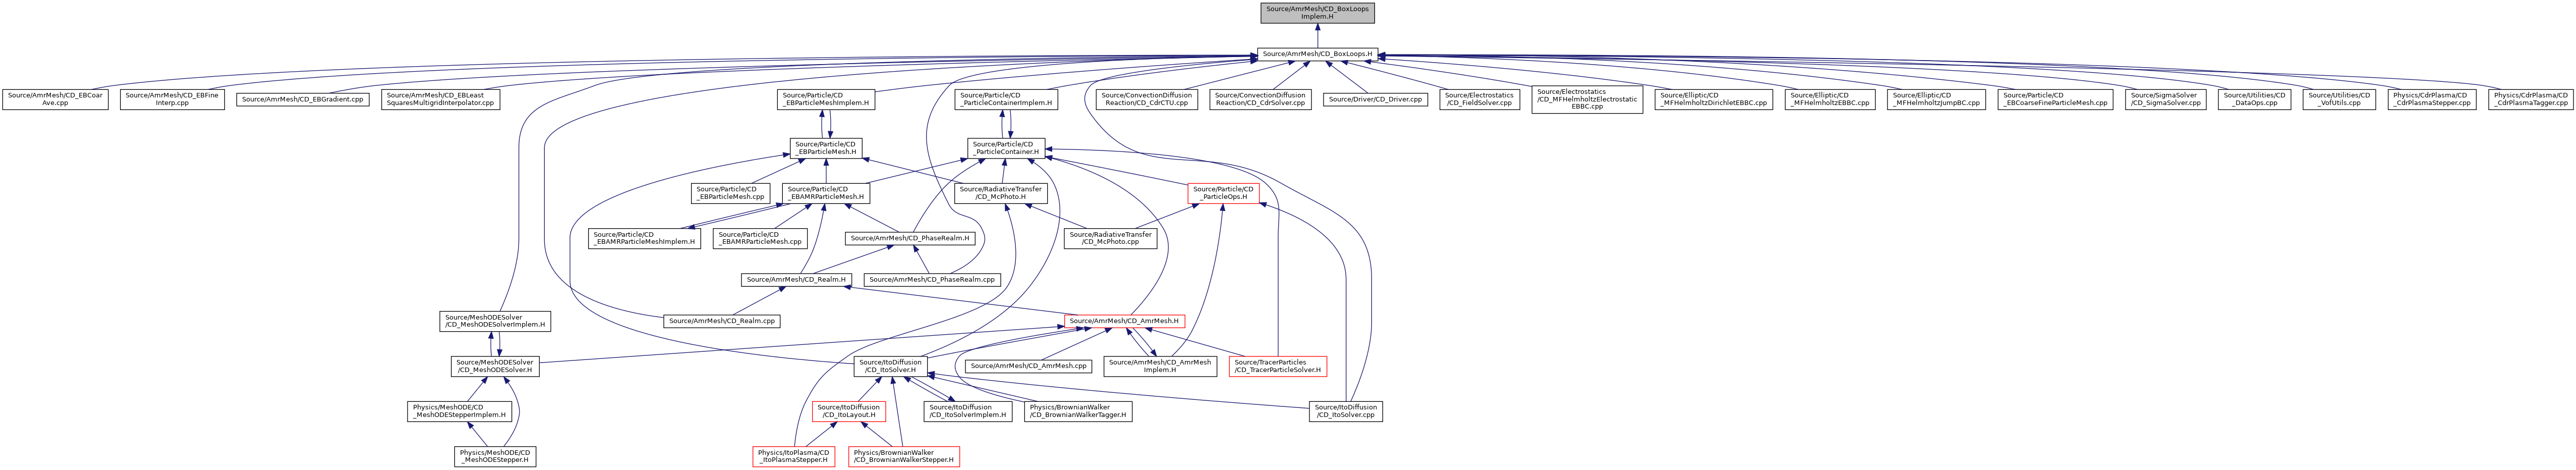 Source/AmrMesh/CD_BoxLoops
Implem.H
Source/AmrMesh/CD_BoxLoops.H
Source/AmrMesh/CD_EBCoar
Ave.cpp
Source/AmrMesh/CD_EBFine
Interp.cpp
Source/AmrMesh/CD_EBGradient.cpp
Source/AmrMesh/CD_EBLeast
SquaresMultigridInterpolator.cpp
Source/Particle/CD
_EBParticleMeshImplem.H
Source/Particle/CD
_ParticleContainerImplem.H
Source/ConvectionDiffusion
Reaction/CD_CdrCTU.cpp
Source/ConvectionDiffusion
Reaction/CD_CdrSolver.cpp
Source/Driver/CD_Driver.cpp
Source/Electrostatics
/CD_FieldSolver.cpp
Source/Electrostatics
/CD_MFHelmholtzElectrostatic
EBBC.cpp
Source/Elliptic/CD
_MFHelmholtzDirichletEBBC.cpp
Source/Elliptic/CD
_MFHelmholtzEBBC.cpp
Source/Elliptic/CD
_MFHelmholtzJumpBC.cpp
Source/Particle/CD
_EBCoarseFineParticleMesh.cpp
Source/SigmaSolver
/CD_SigmaSolver.cpp
Source/Utilities/CD
_DataOps.cpp
Source/Utilities/CD
_VofUtils.cpp
Physics/CdrPlasma/CD
_CdrPlasmaStepper.cpp
Physics/CdrPlasma/CD
_CdrPlasmaTagger.cpp
Source/Particle/CD
_EBParticleMesh.H
Source/Particle/CD
_ParticleContainer.H
Source/Particle/CD
_EBParticleMesh.cpp
Source/Particle/CD
_EBAMRParticleMesh.H
Source/RadiativeTransfer
/CD_McPhoto.H
Source/Particle/CD
_ParticleOps.H
Source/Particle/CD
_EBAMRParticleMeshImplem.H
Source/Particle/CD
_EBAMRParticleMesh.cpp
Source/AmrMesh/CD_PhaseRealm.H
Source/RadiativeTransfer
/CD_McPhoto.cpp
Source/AmrMesh/CD_Realm.H
Source/AmrMesh/CD_PhaseRealm.cpp
Source/MeshODESolver
/CD_MeshODESolverImplem.H
Source/AmrMesh/CD_Realm.cpp
Source/AmrMesh/CD_AmrMesh.H
Source/MeshODESolver
/CD_MeshODESolver.H
Source/ItoDiffusion
/CD_ItoSolver.H
Source/AmrMesh/CD_AmrMesh.cpp
Source/AmrMesh/CD_AmrMesh
Implem.H
Source/TracerParticles
/CD_TracerParticleSolver.H
Physics/MeshODE/CD
_MeshODEStepperImplem.H
Source/ItoDiffusion
/CD_ItoLayout.H
Source/ItoDiffusion
/CD_ItoSolverImplem.H
Physics/BrownianWalker
/CD_BrownianWalkerTagger.H
Source/ItoDiffusion
/CD_ItoSolver.cpp
Physics/MeshODE/CD
_MeshODEStepper.H
Physics/ItoPlasma/CD
_ItoPlasmaStepper.H
Physics/BrownianWalker
/CD_BrownianWalkerStepper.H